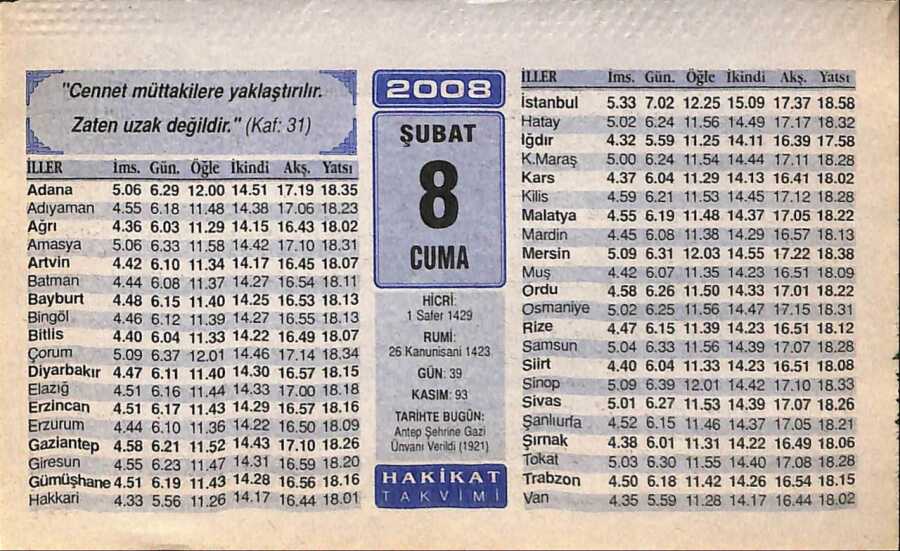 "Cennet müttakilere yaklaştırılır.
Zaten uzak değildir." (Kaf: 31)
İLLER İms. Gün. Öğle İkindi Akş. Yatsı
Adana 5.06 6.29 12.00 14.51 17.19 18.35
Adıyaman 4.55 6.18 11.48 14.38 17.06 18.23
Ağrı 4.36 6.03 11.29 14.15 16.43 18.02
Amasya 5.06 6.33 11.58 14.42 17.10 18.31
Artvin 4.42 6.10 11.34 14.17 16.45 18.07
Batman 4.44 6.08 11.37 14.27 16.54 18.11
Bayburt 4.48 6.15 11.40 14.25 16.53 18.13
Bingöl 4.46 6.12 11.39 14.27 16.55 18.13
Bitlis 4.40 6.04 11.33 14.22 16.49 18.07
Çorum 5.09 6.37 12.01 14.46 17.14 18.34
Diyarbakır 4.47 6.11 11.40 14.30 16.57 18.15
Elazığ 4.51 6.16 11.44 14.33 17.00 18.18
Erzincan 4.51 6.17 11.43 14.29 16.57 18.16
Erzurum 4.44 6.10 11.36 14.22 16.50 18.09
Gaziantep 4.58 6.21 11.52 14.43 17.10 18.26
Giresun 4.55 6.23 11.47 14.31 16.59 18.20
Gümüşhane 4.51 6.19 11.43 14.28 16.56 18.16
Hakkari 4.33 5.56 11.26 14.17 16.44 18.01
2008
ŞUBAT
8
CUMA
HİCRİ:
1 Safer 1429
RUMİ:
26 Kanunisani 1423
GÜN: 39
KASIM: 93
TARİHTE BUGÜN:
Antep Şehrine Gazi
Ünvanı Verildi (1921)
HAKİKAT
TAKVİMİ
İLLER İms. Gün. Öğle İkindi Akş. Yatsı
İstanbul 5.33 7.02 12.25 15.09 17.37 18.58
Hatay 5.02 6.24 11.56 14.49 17.17 18.32
Iğdır 4.32 5.59 11.25 14.11 16.39 17.58
K.Maraş 5.00 6.24 11.54 14.44 17.11 18.28
Kars 4.37 6.04 11.29 14.13 16.41 18.02
Kilis 4.59 6.21 11.53 14.45 17.12 18.28
Malatya 4.55 6.19 11.48 14.37 17.05 18.22
Mardin 4.45 6.08 11.38 14.29 16.57 18.13
Mersin 5.09 6.31 12.03 14.55 17.22 18.38
Muş 4.42 6.07 11.35 14.23 16.51 18.09
Ordu 4.58 6.26 11.50 14.33 17.01 18.22
Osmaniye 5.02 6.25 11.56 14.47 17.15 18.31
Rize 4.47 6.15 11.39 14.23 16.51 18.12
Samsun 5.04 6.33 11.56 14.39 17.07 18.28
Siirt 4.40 6.04 11.33 14.23 16.51 18.08
Sinop 5.09 6.39 12.01 14.42 17.10 18.33
Sivas 5.01 6.27 11.53 14.39 17.07 18.26
Şanlıurfa 4.52 6.15 11.46 14.37 17.05 18.21
Şırnak 4.38 6.01 11.31 14.22 16.49 18.06
Tokat 5.03 6.30 11.55 14.40 17.08 18.28
Trabzon 4.50 6.18 11.42 14.26 16.54 18.15
Van 4.35 5.59 11.28 14.17 16.44 18.02